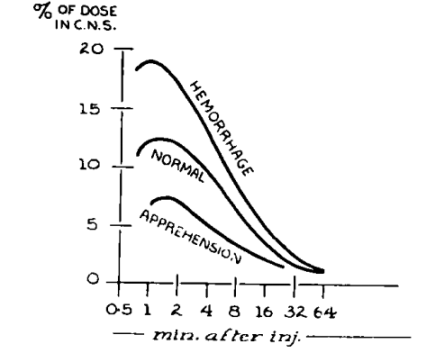 % OF DOSE
IN C.N.S.
20
15
10
5
0
HEMORRHAGE
NORMAL
APPREHENSION
0.5 1 2 4 8 16 32 64
min. after inj.